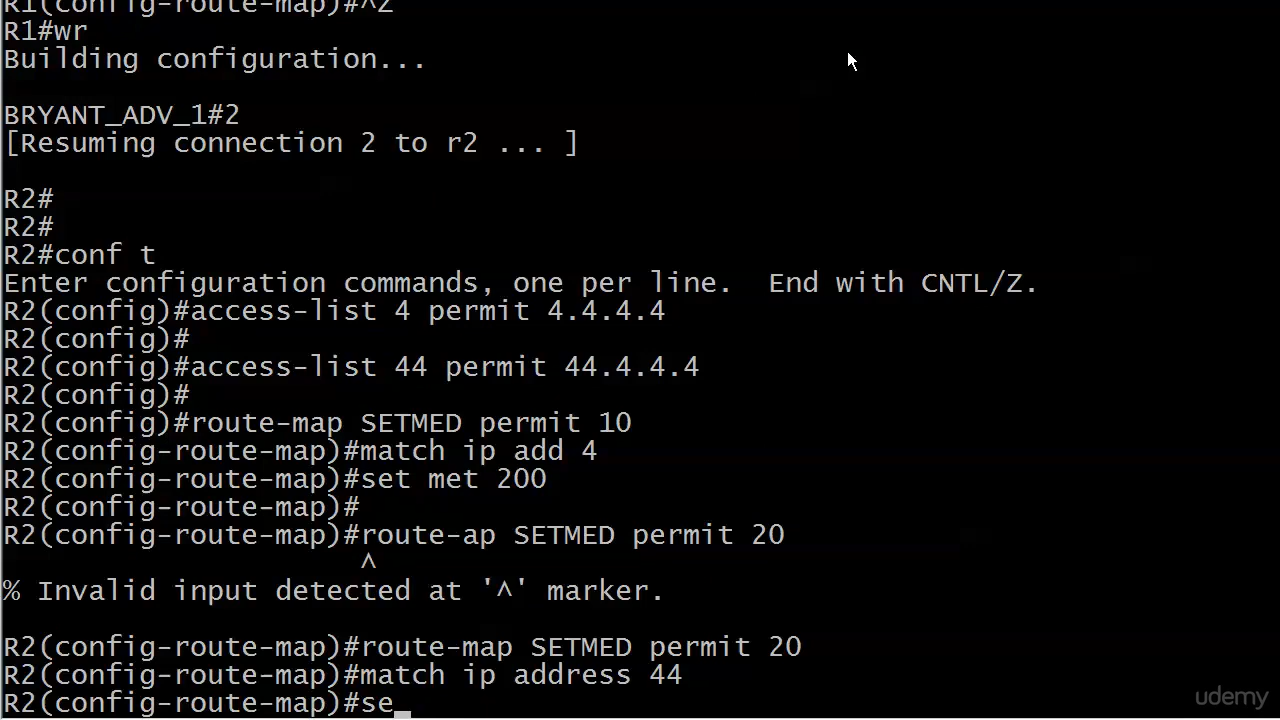 R1(config-route-map)#^Z
R1#wr
Building configuration...
BRYANT_ADV_1#2
[Resuming connection 2 to r2 ... ]
R2#
R2#
R2#conf t
Enter configuration commands, one per line.  End with CNTL/Z.
R2(config)#access-list 4 permit 4.4.4.4
R2(config)#
R2(config)#access-list 44 permit 44.4.4.4
R2(config)#
R2(config)#route-map SETMED permit 10
R2(config-route-map)#match ip add 4
R2(config-route-map)#set met 200
R2(config-route-map)#
R2(config-route-map)#route-ap SETMED permit 20
^
% Invalid input detected at '^' marker.
R2(config-route-map)#route-map SETMED permit 20
R2(config-route-map)#match ip address 44
R2(config-route-map)#se_
udemy